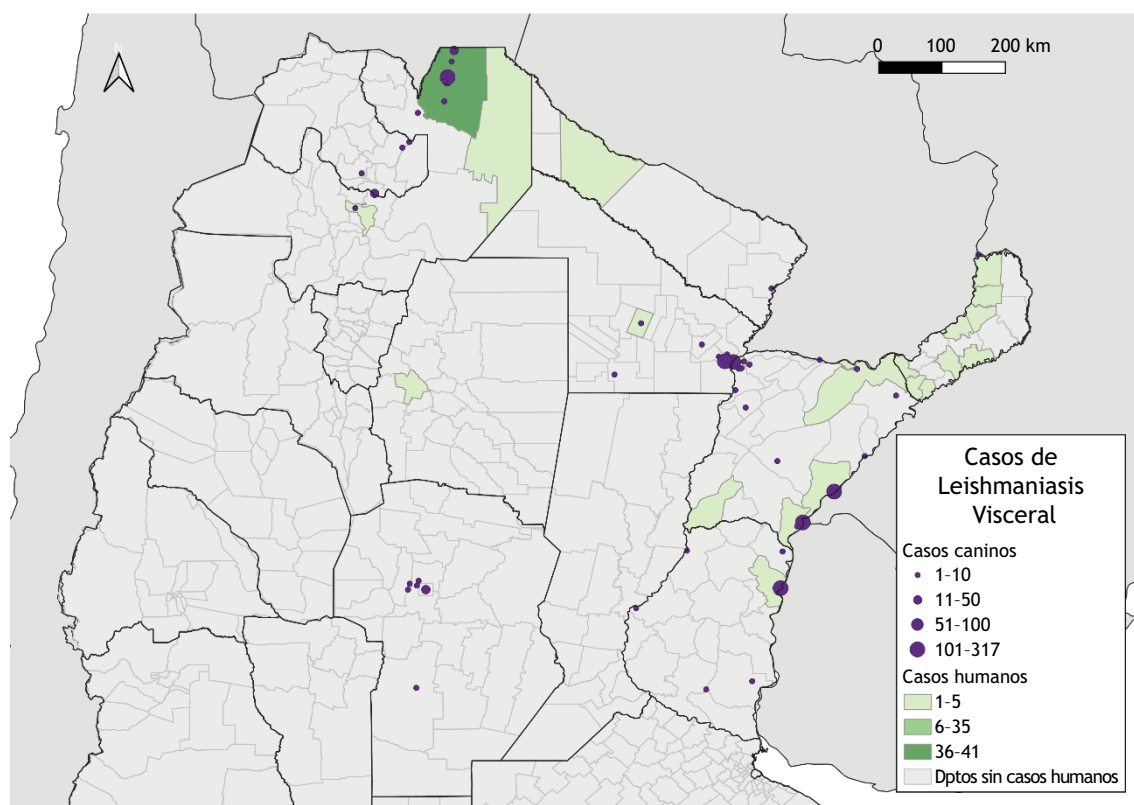 N
0 100 200 km
Casos de
Leishmaniasis
Visceral
Casos caninos
1-10
11-50
51-100
101-317
Casos humanos
1-5
6-35
36-41
Dptos sin casos humanos